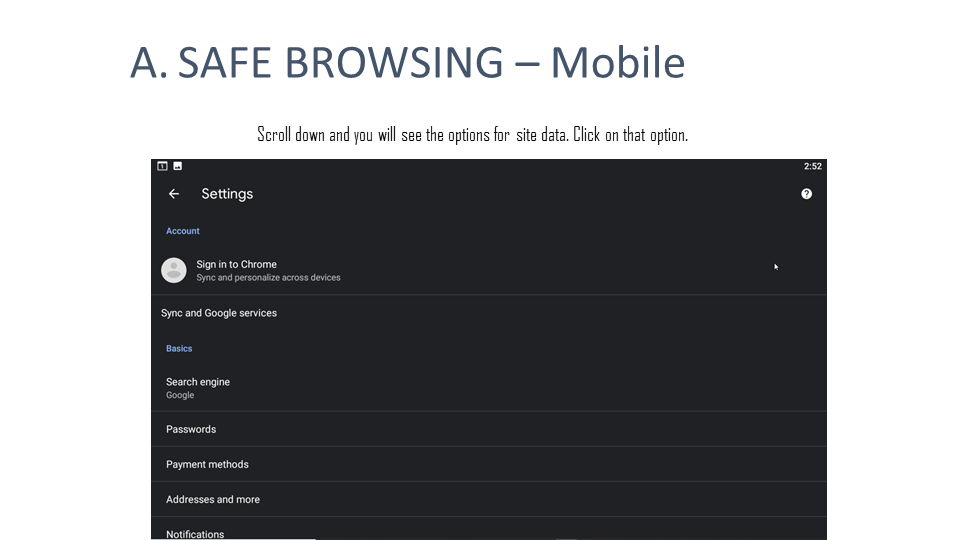 A. SAFE BROWSING – Mobile
Scroll down and you will see the options for site data. Click on that option.
1
2:52
Settings
?
Account
Sign in to Chrome
Sync and personalize across devices
Sync and Google services
Basics
Search engine
Google
Passwords
Payment methods
Addresses and more
Notifications